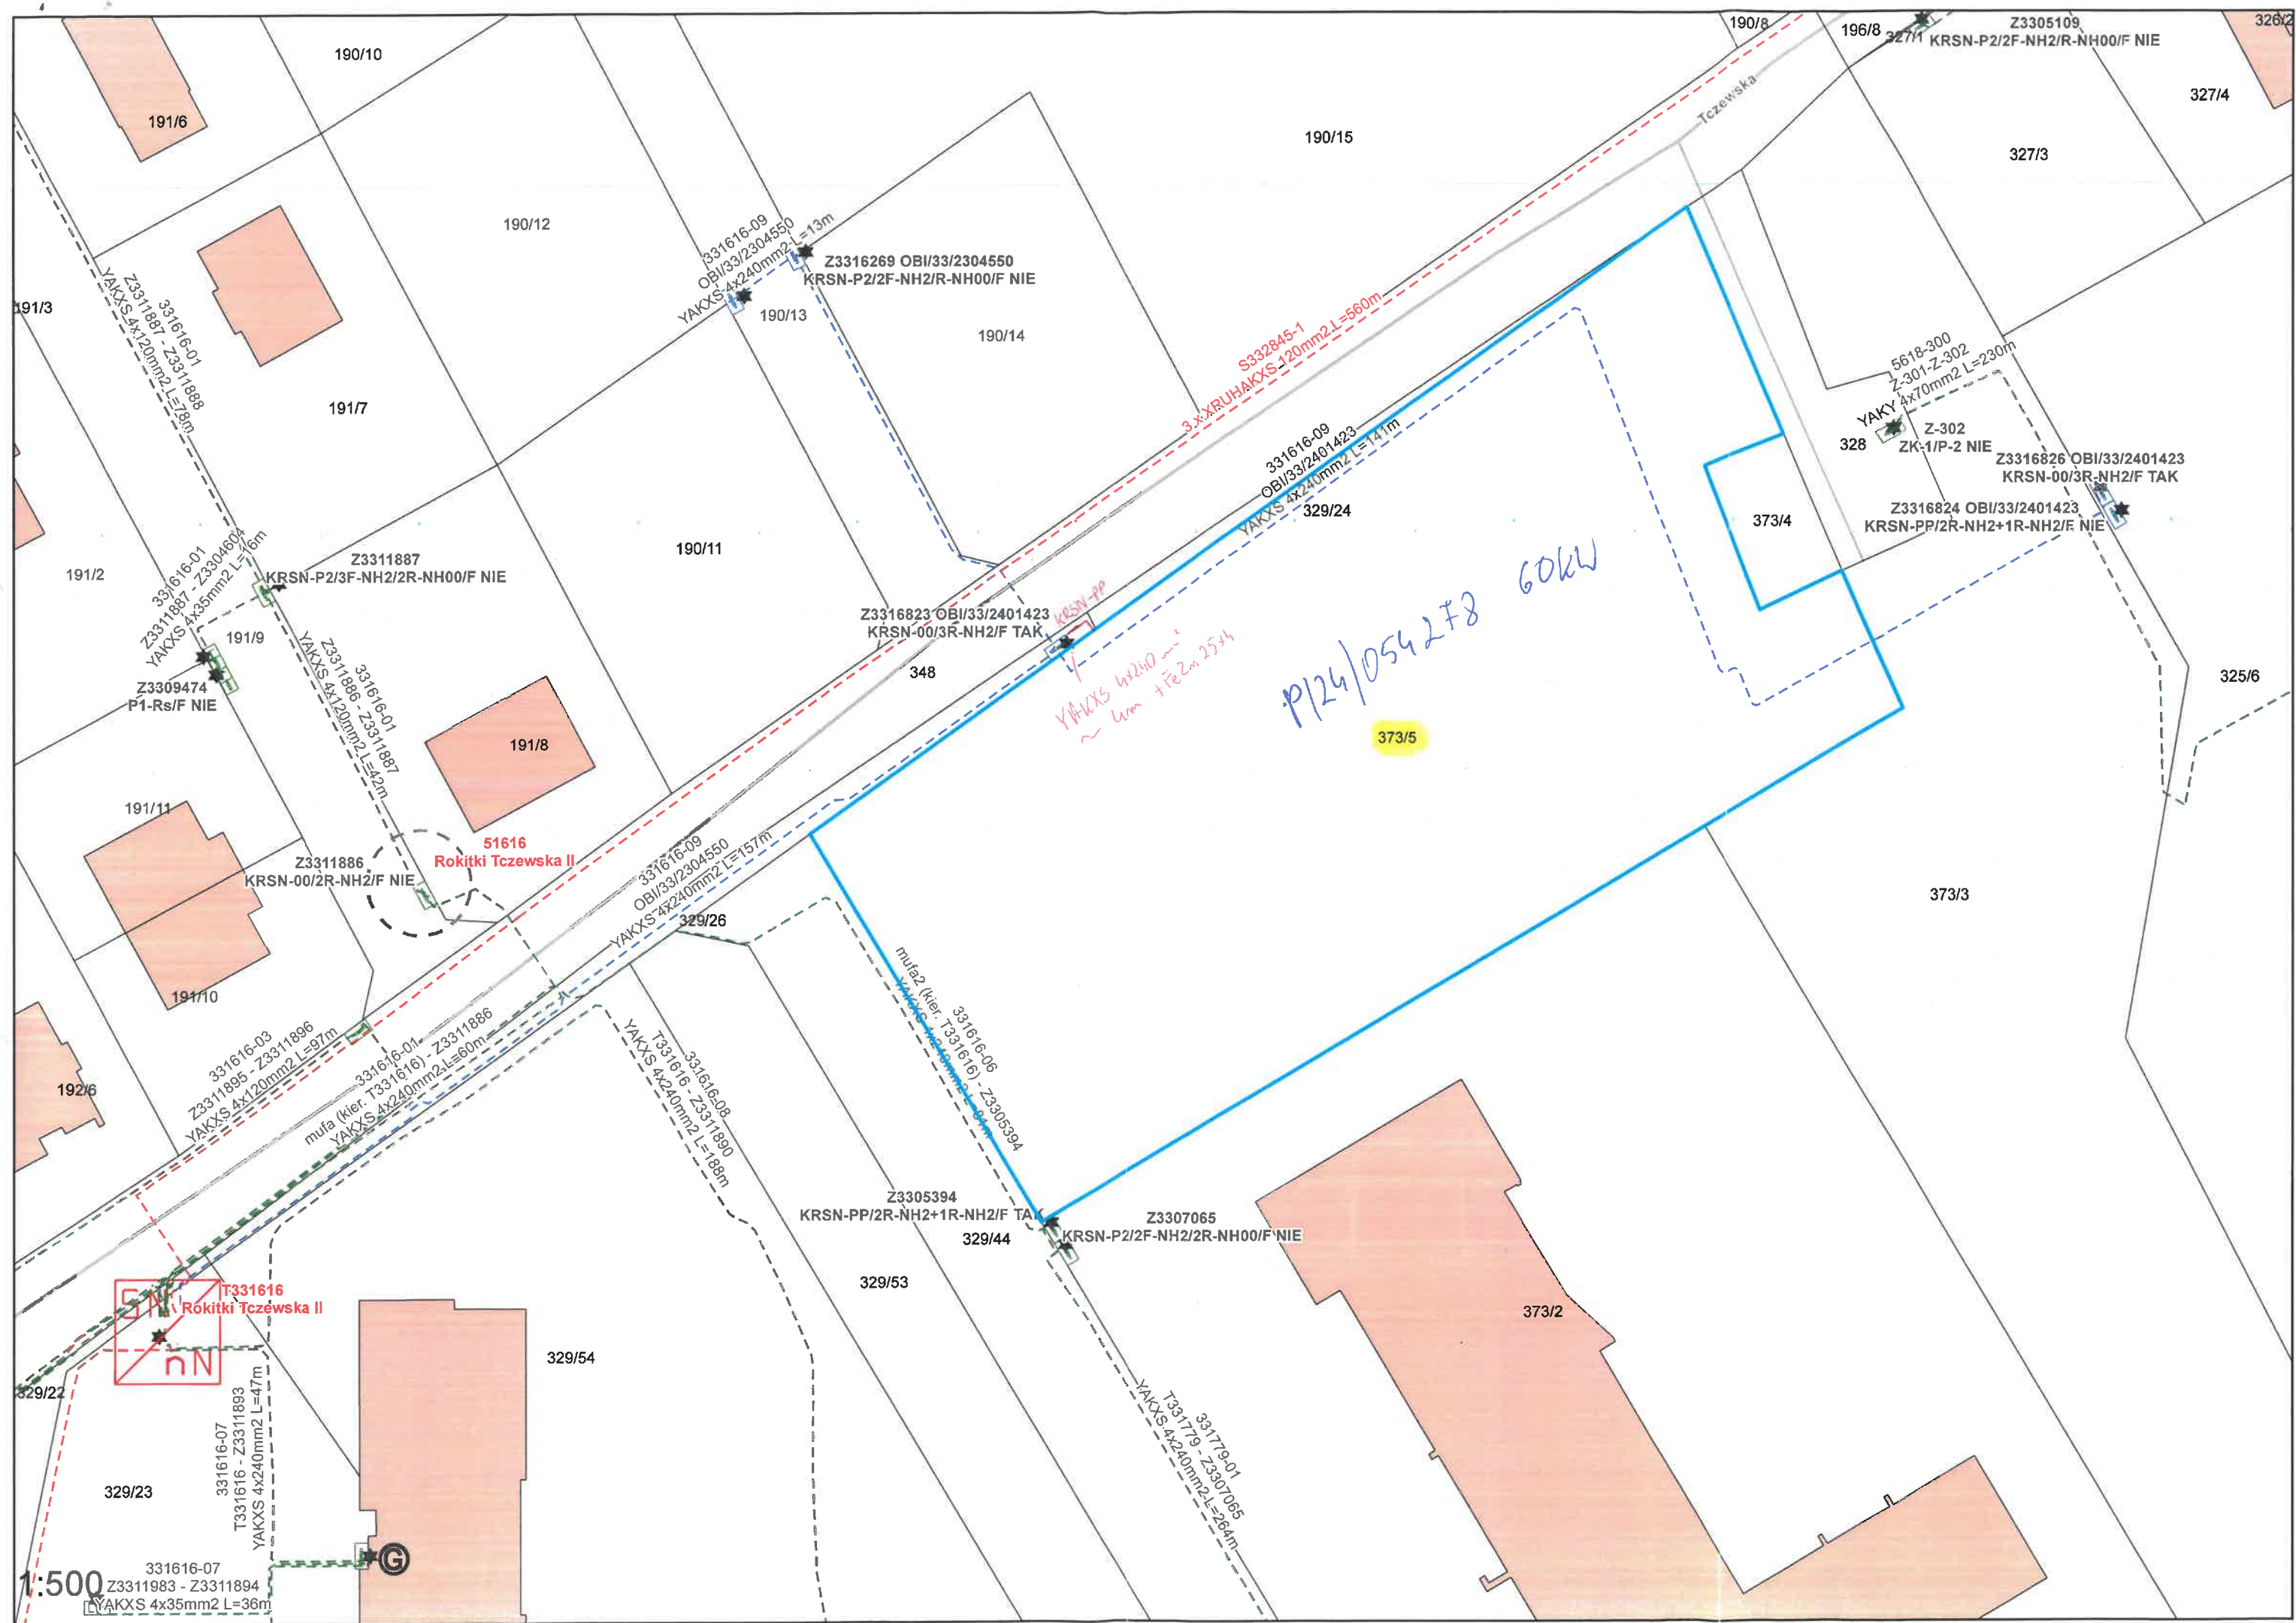 190/8
196/8
327/1
Z3305109
KRSN-P2/2F-NH2/R-NH00/F NIE
326/2
190/10
191/6
190/15
Tczewska
327/4
327/3
190/12
331616-09
OBI/33/2304550
YAKXS 4x240mm2 L=13m
Z3316269 OBI/33/2304550
KRSN-P2/2F-NH2/R-NH00/F NIE
190/13
190/14
191/3
331616-01
Z3311887 - Z3311888
YAKXS 4x120mm2 L=78m
S332845-1
3 x XRUHAKXS 120mm2 L=560m
191/7
5618-300
Z-301-Z-302
YAKY 4x70mm2 L=230m
Z-302
ZK-1/P-2 NIE
328
331616-09
OBI/33/2401423
YAKXS 4x240mm2 L=141m
329/24
Z3316826 OBI/33/2401423
KRSN-00/3R-NH2/F TAK
Z3316824 OBI/33/2401423
KRSN-PP/2R-NH2+1R-NH2/F NIE
373/4
190/11
191/2
331616-01
Z3311887 - Z3304604
YAKXS 4x35mm2 L=16m
Z3311887
KRSN-P2/3F-NH2/2R-NH00/F NIE
191/9
Z3316823 OBI/33/2401423
KRSN-00/3R-NH2/F TAK
KRSN-PP
YAKXS 4x240 mm²
~ 4m + FeZn 25x4
P/24/054278 60kW
348
373/5
325/6
Z3309474
P1-Rs/F NIE
331616-01
Z3311886 - Z3311887
YAKXS 4x120mm2 L=42m
191/8
191/11
51616
Rokitki Tczewska II
Z3311886
KRSN-00/2R-NH2/F NIE
331616-09
OBI/33/2304550
YAKXS 4x240mm2 L=157m
329/26
373/3
191/10
331616-06
mufa2 (kier. T331616) - Z3305394
YAKXS 4x240mm2 L=81m
331616-03
Z3311895 - Z3311896
YAKXS 4x120mm2 L=97m
331616-01
mufa (kier. T331616) - Z3311886
YAKXS 4x240mm2 L=60m
331616-08
T331616 - Z3311890
YAKXS 4x240mm2 L=188m
192/6
Z3305394
KRSN-PP/2R-NH2+1R-NH2/F TAK
329/44
Z3307065
KRSN-P2/2F-NH2/2R-NH00/F NIE
329/53
373/2
SN
nN
T331616
Rokitki Tczewska II
329/54
329/22
331616-07
T331616 - Z3311893
YAKXS 4x240mm2 L=47m
331779-01
T331779 - Z3307065
YAKXS 4x240mm2 L=264m
329/23
G
331616-07
1:500
Z3311983 - Z3311894
YAKXS 4x35mm2 L=36m